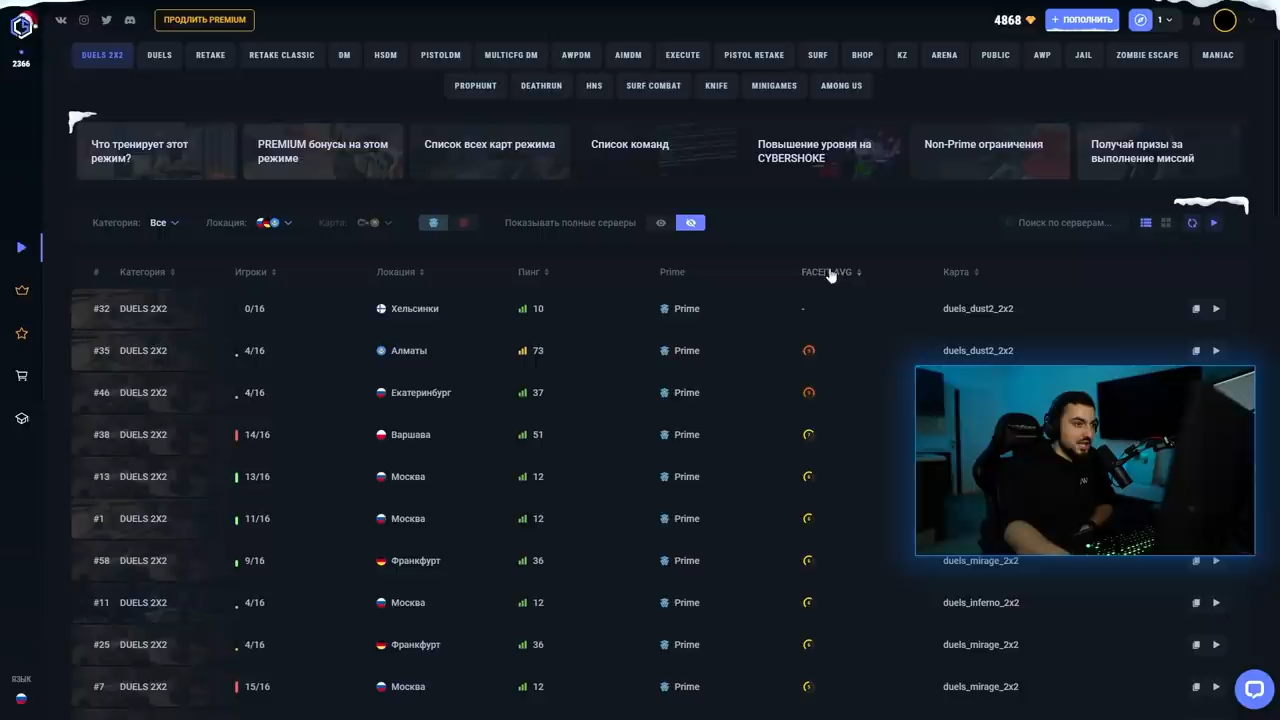 ПРОДЛИТЬ PREMIUM
4868
ПОПОЛНИТЬ
1
2366
DUELS 2X2 DUELS RETAKE RETAKE CLASSIC DM HSDM PISTOLDM MULTICFG DM AWPDM AIMDM EXECUTE PISTOL RETAKE SURF BHOP KZ ARENA PUBLIC AWP JAIL ZOMBIE ESCAPE MANIAC
PROPHUNT DEATHRUN HNS SURF COMBAT KNIFE MINIGAMES AMONG US
Что тренирует этот
режим?
PREMIUM бонусы на этом
режиме
Список всех карт режима
Список команд
Повышение уровня на
CYBERSHOKE
Non-Prime ограничения
Получай призы за
выполнение миссий
Категория: Все Локация: Карта: Показывать полные серверы Поиск по серверам...
# Категория Игроки Локация Пинг Prime FACEIT AVG Карта
#32 DUELS 2X2 0/16 Хельсинки 10 Prime - duels_dust2_2x2
#35 DUELS 2X2 4/16 Алматы 73 Prime duels_dust2_2x2
#46 DUELS 2X2 4/16 Екатеринбург 37 Prime
#38 DUELS 2X2 14/16 Варшава 51 Prime
#13 DUELS 2X2 13/16 Москва 12 Prime
#1 DUELS 2X2 11/16 Москва 12 Prime
#58 DUELS 2X2 9/16 Франкфурт 36 Prime duels_mirage_2x2
#11 DUELS 2X2 4/16 Москва 12 Prime duels_inferno_2x2
#25 DUELS 2X2 4/16 Франкфурт 36 Prime duels_mirage_2x2
#7 DUELS 2X2 15/16 Москва 12 Prime duels_mirage_2x2
ЯЗЫК